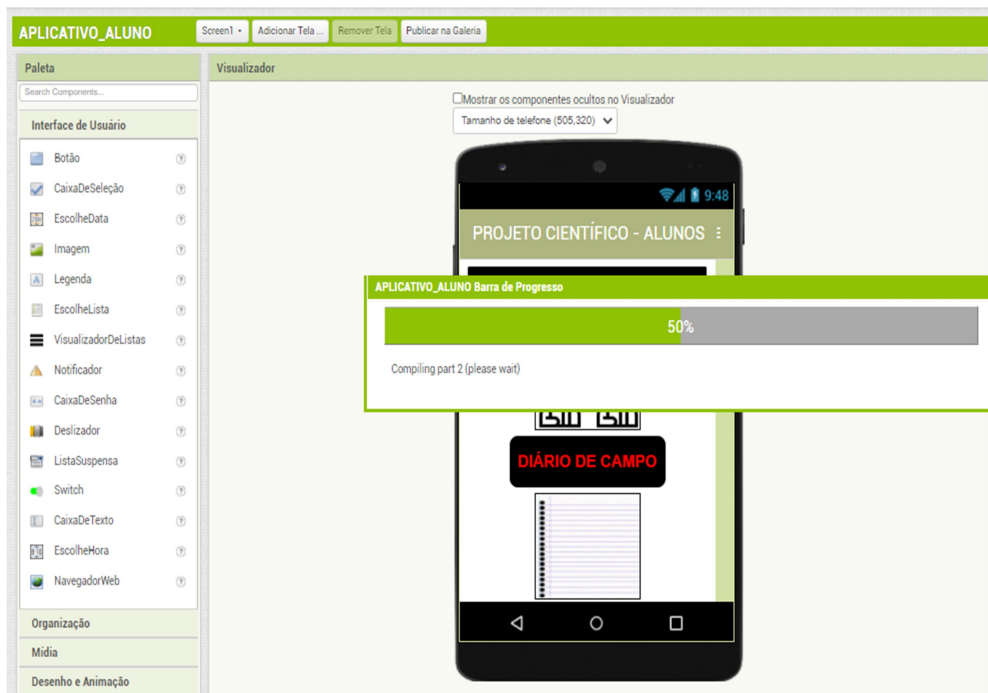 APLICATIVO_ALUNO
Screen1
Adicionar Tela ...
Remover Tela
Publicar na Galeria
Paleta
Search Components...
Interface de Usuário
Botão
CaixaDeSeleção
EscolheData
Imagem
Legenda
EscolheLista
VisualizadorDeListas
Notificador
CaixaDeSenha
Deslizador
ListaSuspensa
Switch
CaixaDeTexto
EscolheHora
NavegadorWeb
Organização
Mídia
Desenho e Animação
Visualizador
Mostrar os componentes ocultos no Visualizador
Tamanho de telefone (505,320)
9:48
PROJETO CIENTÍFICO - ALUNOS
APLICATIVO_ALUNO Barra de Progresso
50%
Compiling part 2 (please wait)
DIÁRIO DE CAMPO